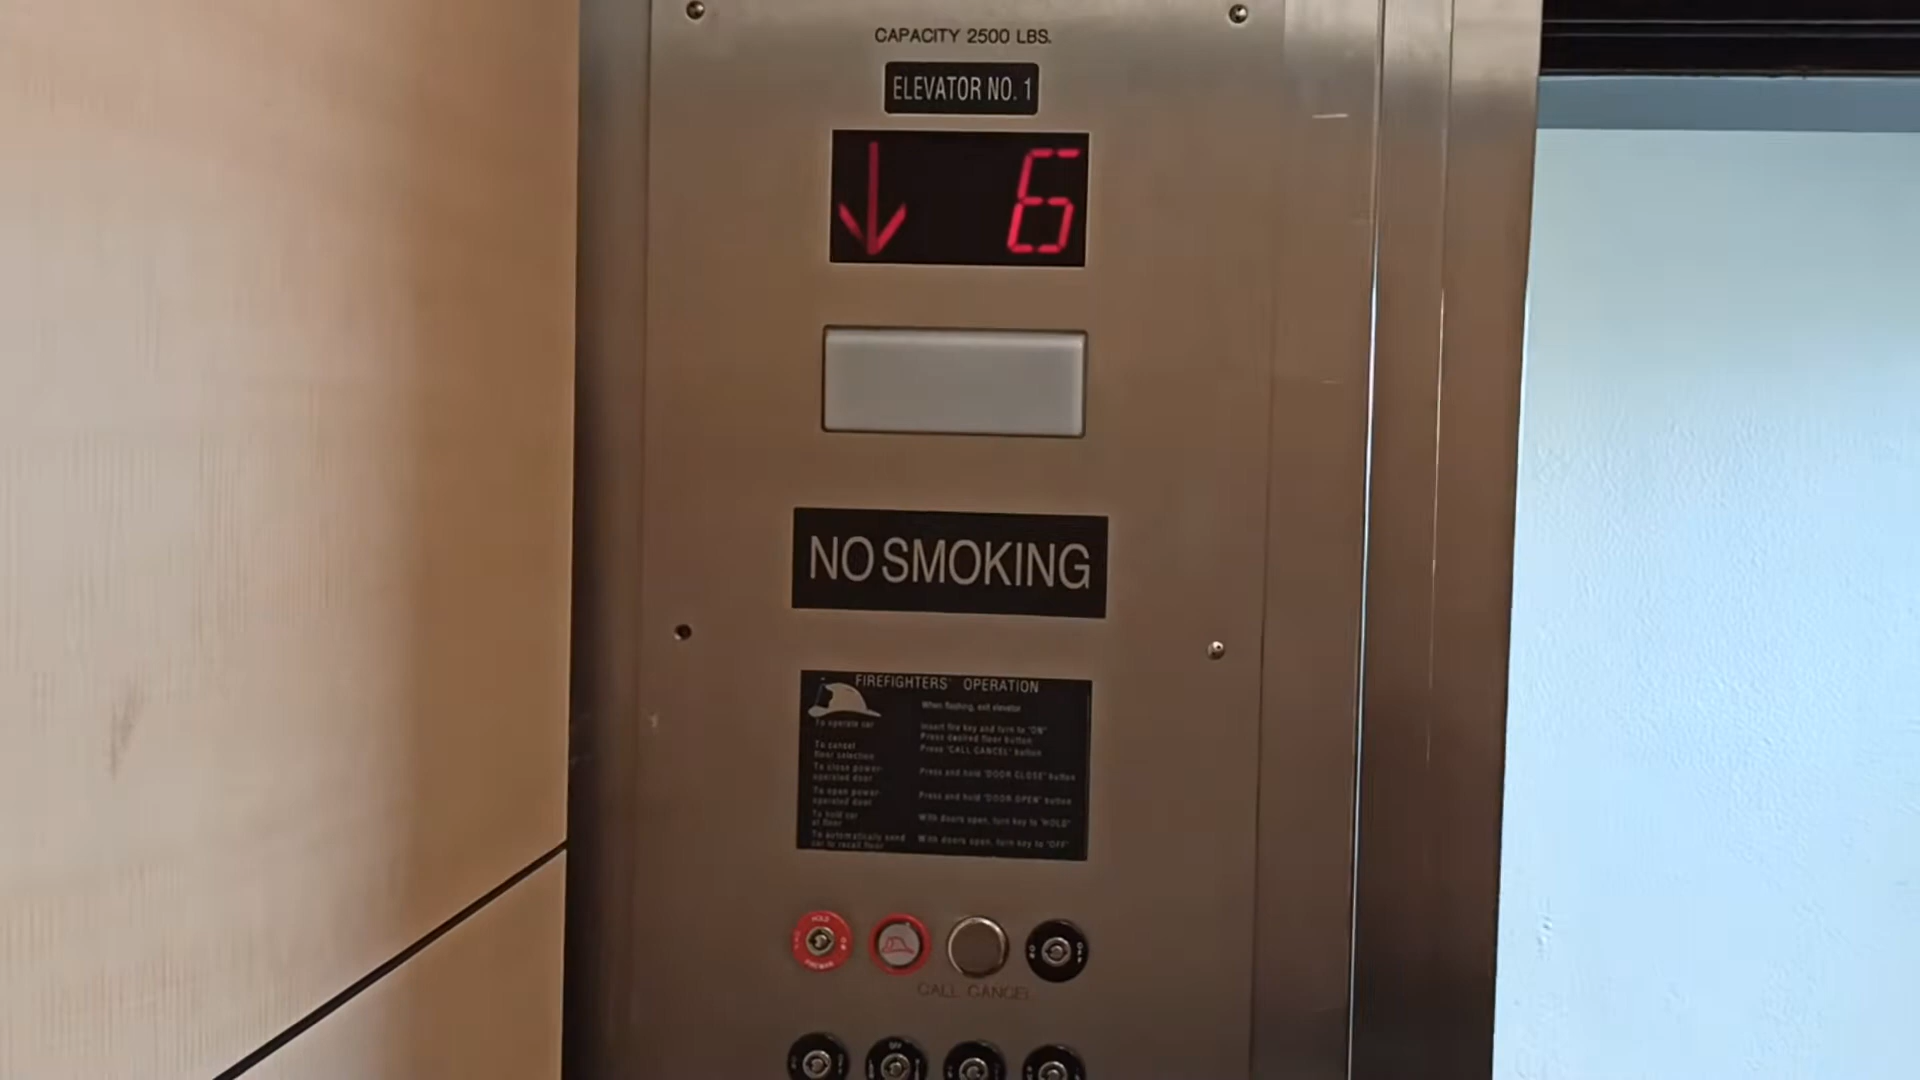 CAPACITY 2500 LBS.
ELEVATOR NO. 1
↓ 6
NO SMOKING
FIREFIGHTERS' OPERATION
When flashing, exit elevator
To operate car
Insert fire key and turn to "ON"
Press desired floor button
To cancel
floor selection
Press "CALL CANCEL" button
To close power-
operated door
Press and hold "DOOR CLOSE" button
To open power-
operated door
Press and hold "DOOR OPEN" button
To hold car
at floor
With doors open, turn key to "HOLD"
To automatically send
car to recall floor
With doors open, turn key to "OFF"
HOLD
CALL CANCEL